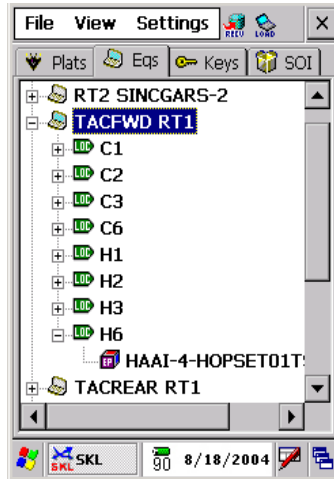 File View Settings RECV LOAD X
Plats Eqs Keys SOI
RT2 SINCGARS-2
TACFWD RT1
LOC C1
LOC C2
LOC C3
LOC C6
LOC H1
LOC H2
LOC H3
LOC H6
EP HAAI-4-HOPSET01T
TACREAR RT1
SKL SKL 90 8/18/2004